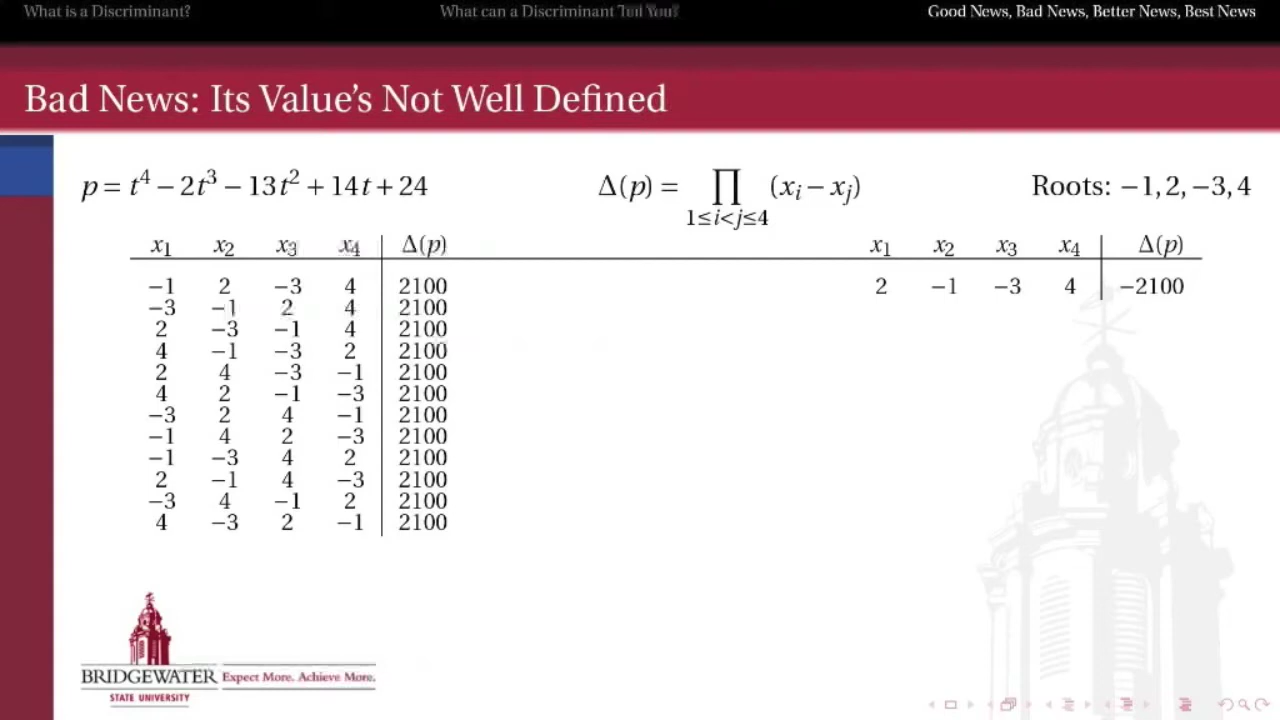 What is a Discriminant? What can a Discriminant Tell You? Good News, Bad News, Better News, Best News
Bad News: Its Value's Not Well Defined
p = t⁴ − 2t³ − 13t² + 14t + 24 Δ(p) = ∏ (xᵢ − xⱼ) Roots: −1, 2, −3, 4
1≤i<j≤4
x₁ x₂ x₃ x₄ Δ(p) x₁ x₂ x₃ x₄ Δ(p)
−1 2 −3 4 2100 2 −1 −3 4 −2100
−3 −1 2 4 2100
2 −3 −1 4 2100
4 −1 −3 2 2100
2 4 −3 −1 2100
4 2 −1 −3 2100
−3 2 4 −1 2100
−1 4 2 −3 2100
−1 −3 4 2 2100
2 −1 4 −3 2100
−3 4 −1 2 2100
4 −3 2 −1 2100
BRIDGEWATER Expect More. Achieve More.
STATE UNIVERSITY